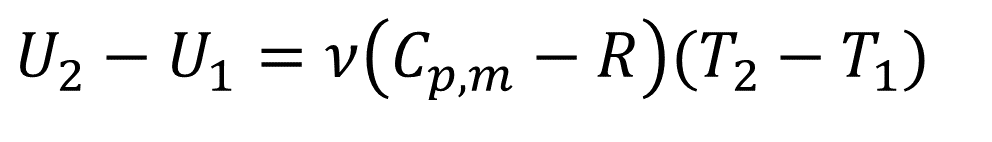 U₂ − U₁ = ν(C_{p,m} − R)(T₂ − T₁)